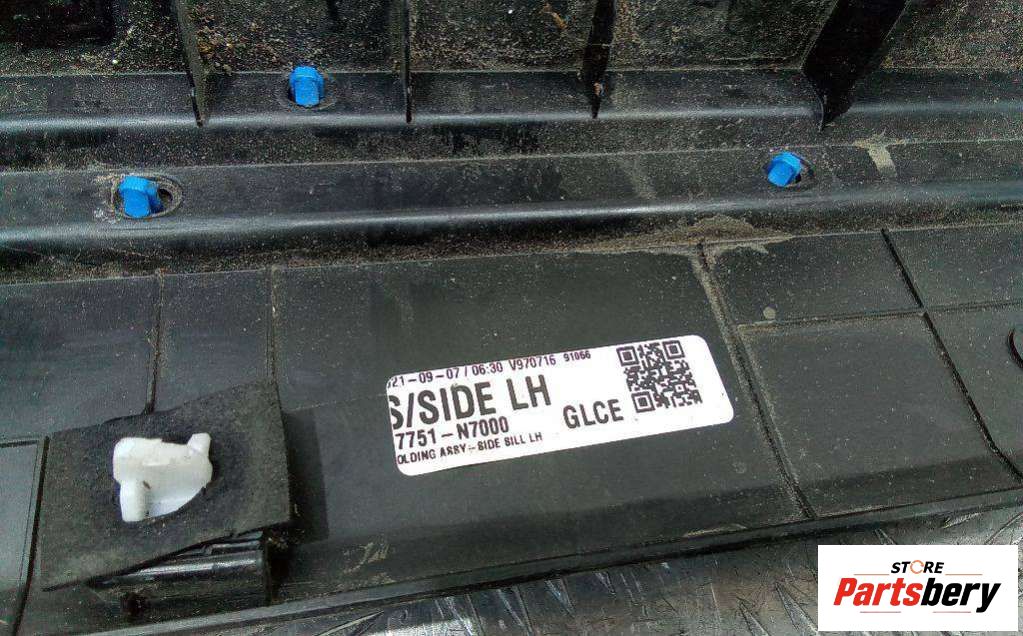 021-09-07 / 06:30 V970716 91066
S/SIDE LH
7751-N7000
GLCE
OLDING ASSY-SIDE SILL LH
STORE
Partsbery